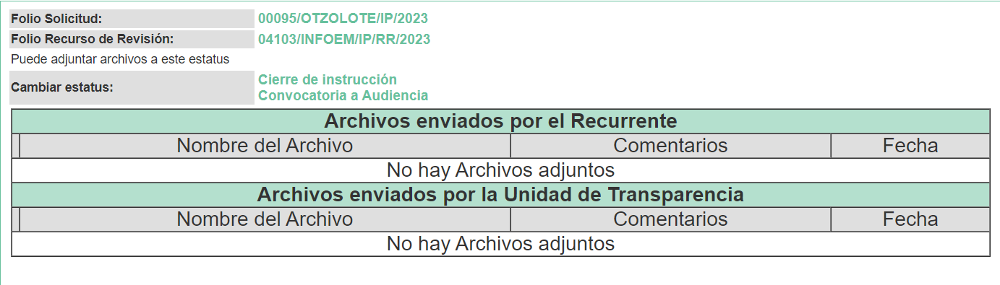 Folio Solicitud: 00095/OTZOLOTE/IP/2023
Folio Recurso de Revisión: 04103/INFOEM/IP/RR/2023
Puede adjuntar archivos a este estatus
Cambiar estatus: Cierre de instrucción
Convocatoria a Audiencia
Archivos enviados por el Recurrente
Nombre del Archivo Comentarios Fecha
No hay Archivos adjuntos
Archivos enviados por la Unidad de Transparencia
Nombre del Archivo Comentarios Fecha
No hay Archivos adjuntos